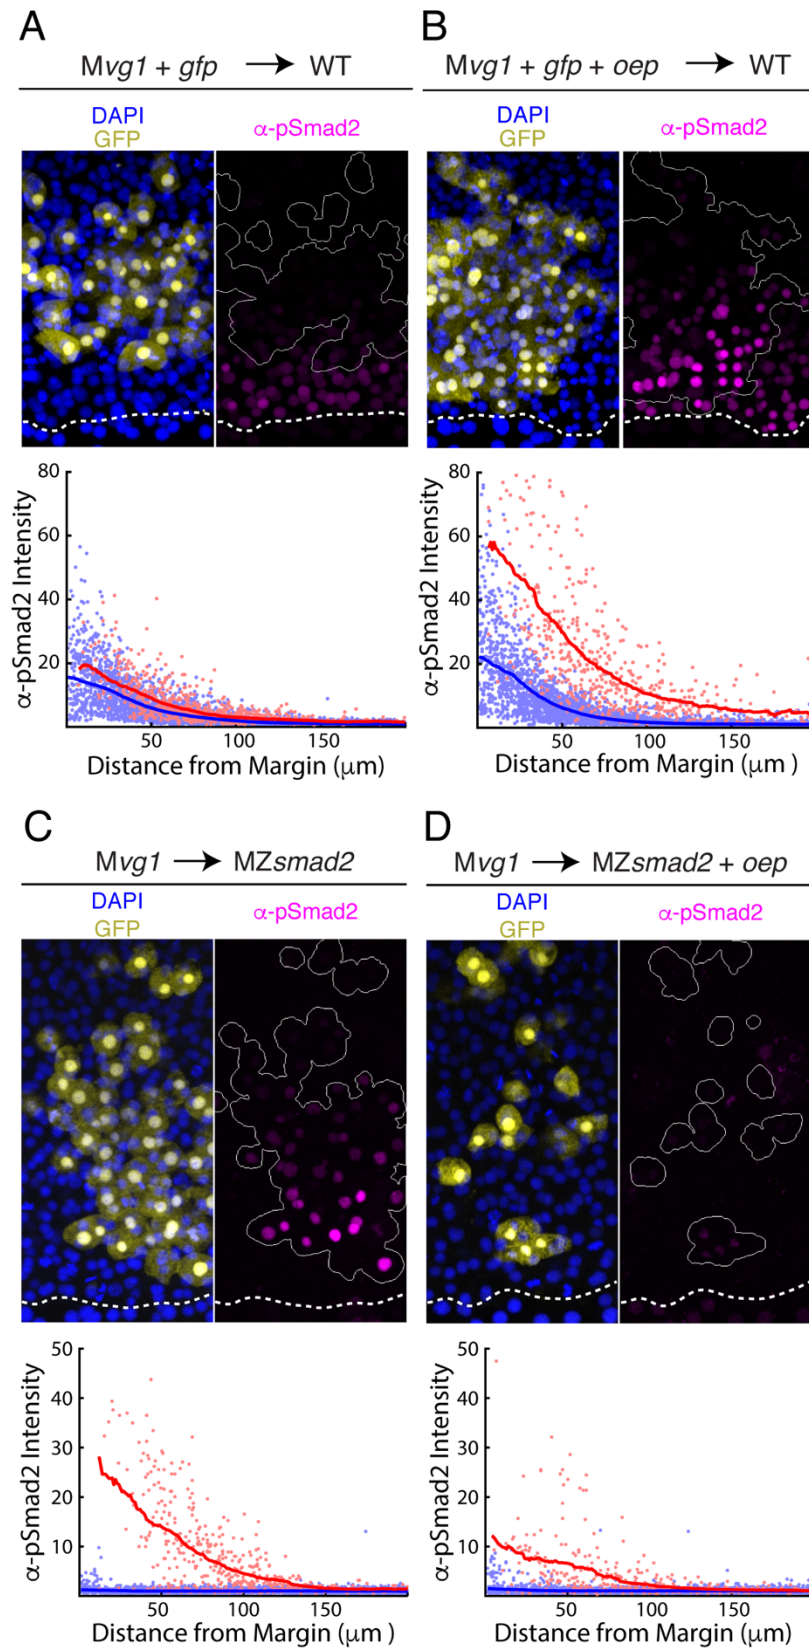 A
Mvg1 + gfp → WT
DAPI
GFP
α-pSmad2
80
60
40
20
50
100
150
α-pSmad2 Intensity
Distance from Margin (μm)
B
Mvg1 + gfp + oep → WT
DAPI
GFP
α-pSmad2
80
60
40
20
50
100
150
α-pSmad2 Intensity
Distance from Margin (μm )
C
Mvg1 → MZsmad2
DAPI
GFP
α-pSmad2
50
40
30
20
10
50
100
150
α-pSmad2 Intensity
Distance from Margin (μm )
D
Mvg1 → MZsmad2 + oep
DAPI
GFP
α-pSmad2
50
40
30
20
10
50
100
150
α-pSmad2 Intensity
Distance from Margin (μm )